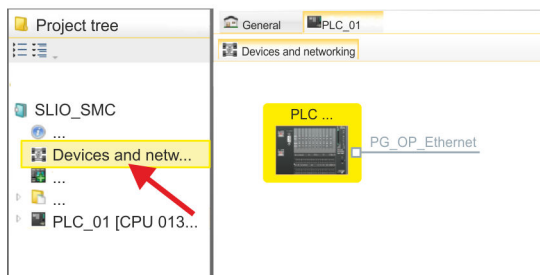 Project tree
SLIO_SMC
...
Devices and netw...
...
...
PLC_01 [CPU 013...
General
PLC_01
Devices and networking
PLC ...
PG_OP_Ethernet